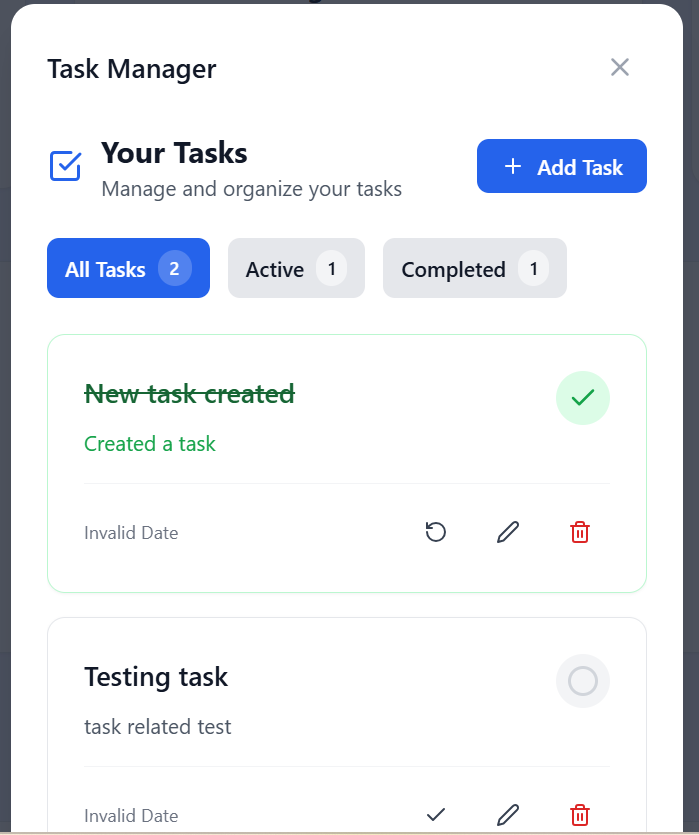 Task Manager
Your Tasks
Manage and organize your tasks
Add Task
All Tasks 2
Active 1
Completed 1
New task created
Created a task
Invalid Date
Testing task
task related test
Invalid Date